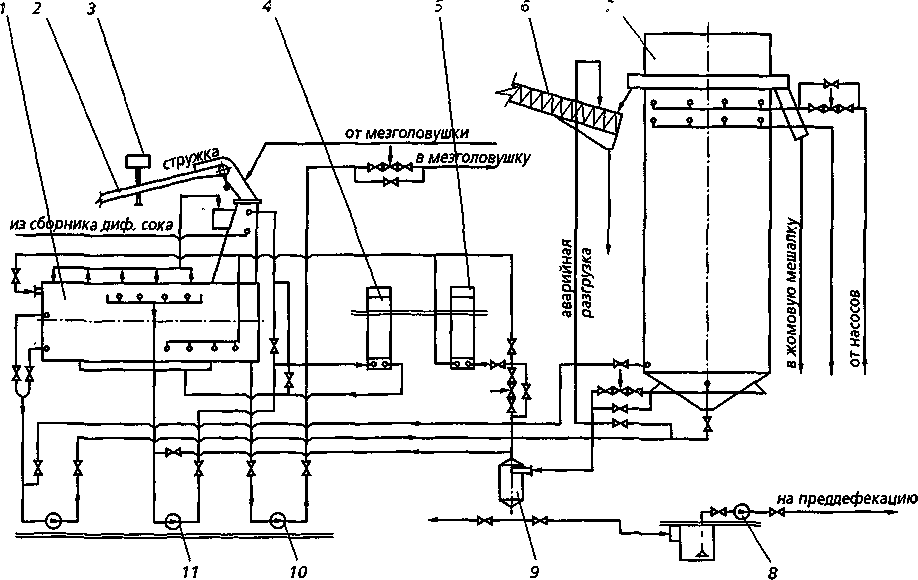 1 2 3 4 5 6
стружка
от мезголовушки
в мезголовушку
из сборника диф. сока
аварийная
разгрузка
в жомовую мешалку
от насосов
на преддефекацию
11 10 9 8